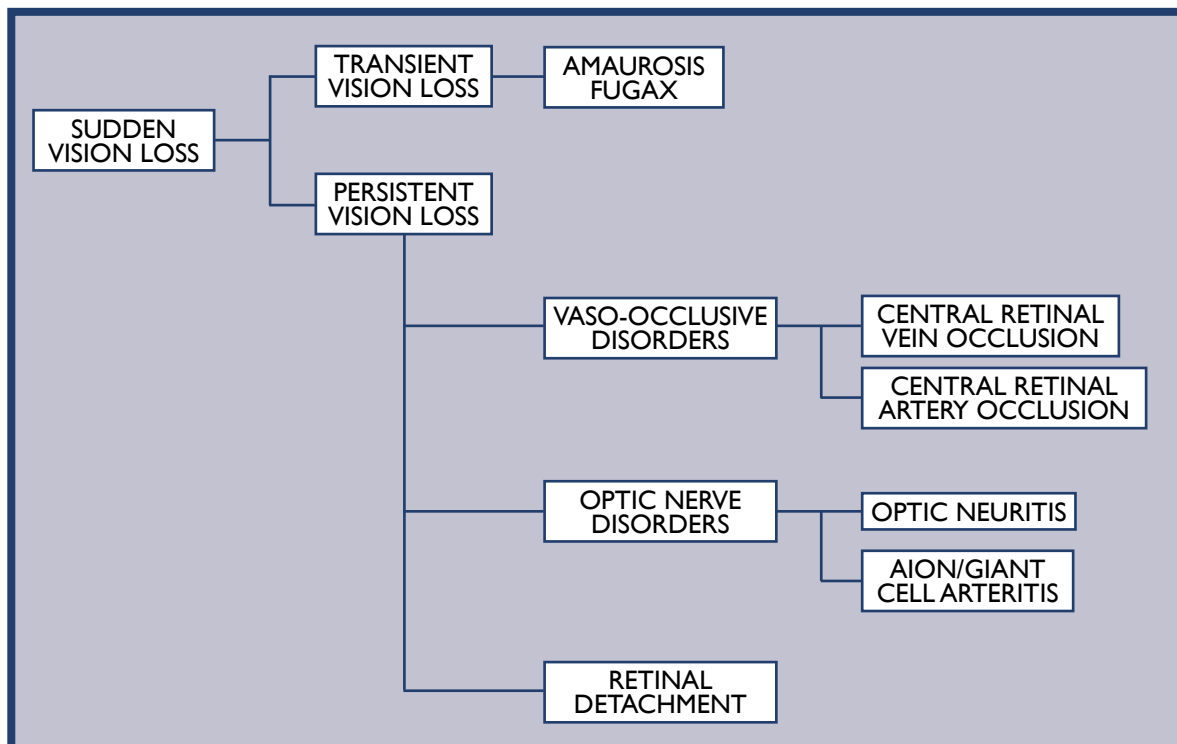 TRANSIENT
VISION LOSS
AMAUROSIS
FUGAX
SUDDEN
VISION LOSS
PERSISTENT
VISION LOSS
VASO-OCCLUSIVE
DISORDERS
CENTRAL RETINAL
VEIN OCCLUSION
CENTRAL RETINAL
ARTERY OCCLUSION
OPTIC NERVE
DISORDERS
OPTIC NEURITIS
AION/GIANT
CELL ARTERITIS
RETINAL
DETACHMENT